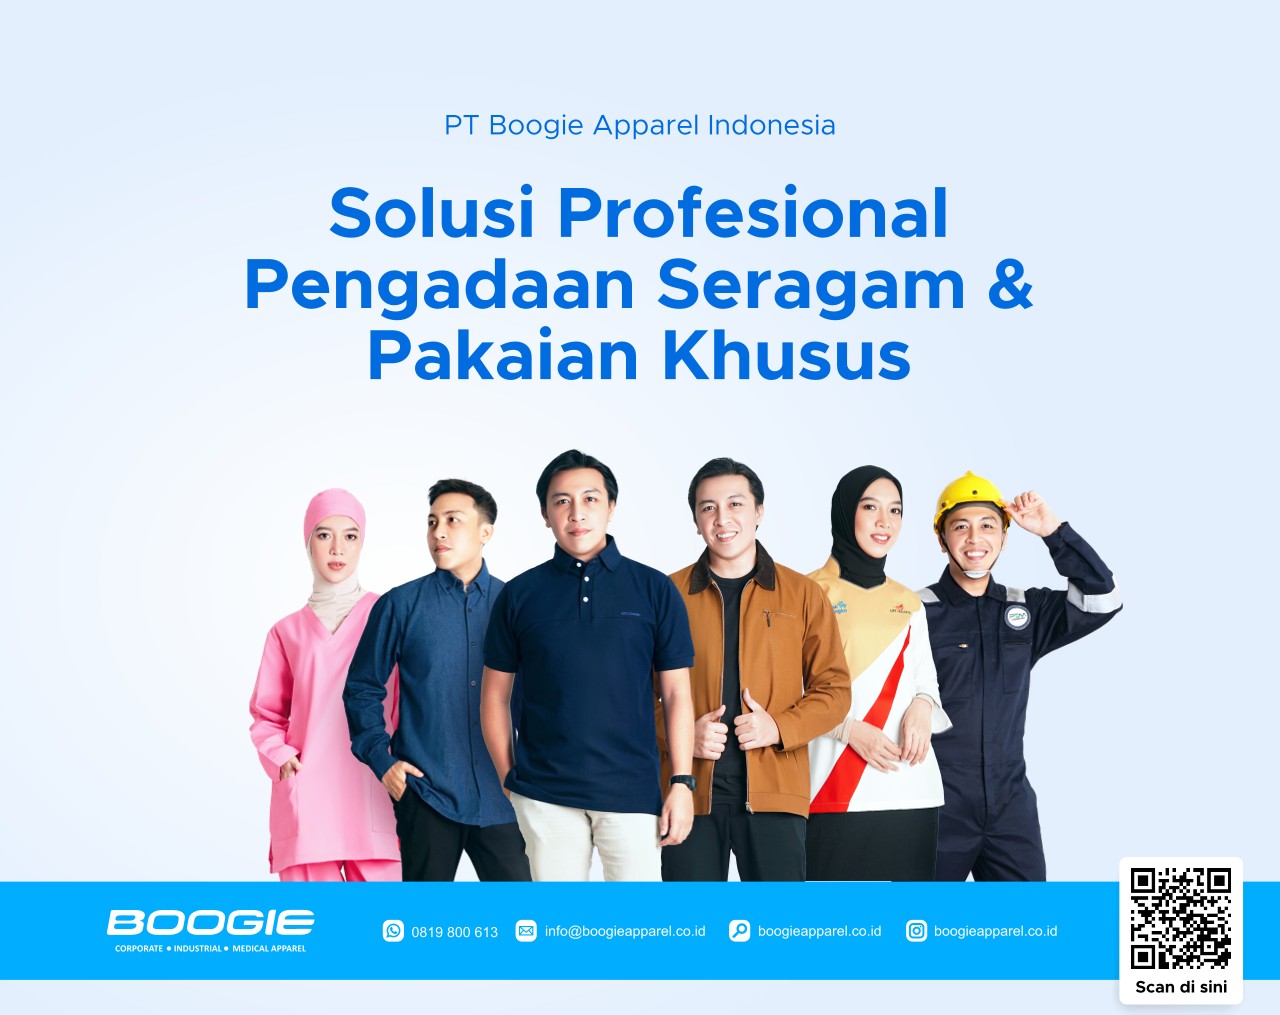 PT Boogie Apparel Indonesia
Solusi Profesional
Pengadaan Seragam &
Pakaian Khusus
BOOGIE
CORPORATE • INDUSTRIAL • MEDICAL APPAREL
0819 800 613
info@boogieapparel.co.id
boogieapparel.co.id
boogieapparel.co.id
Scan di sini